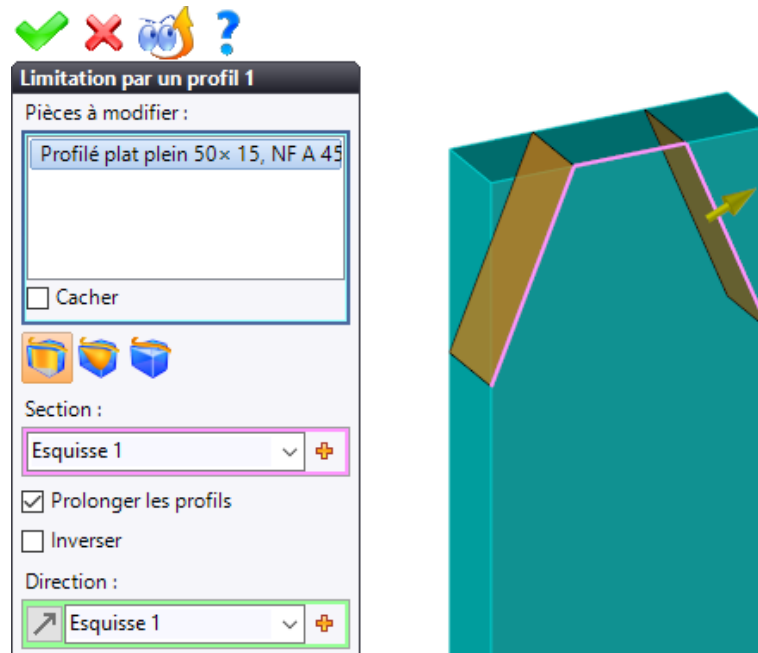 Limitation par un profil 1
Pièces à modifier :
Profilé plat plein 50× 15, NF A 45
Cacher
Section :
Esquisse 1
Prolonger les profils
Inverser
Direction :
Esquisse 1